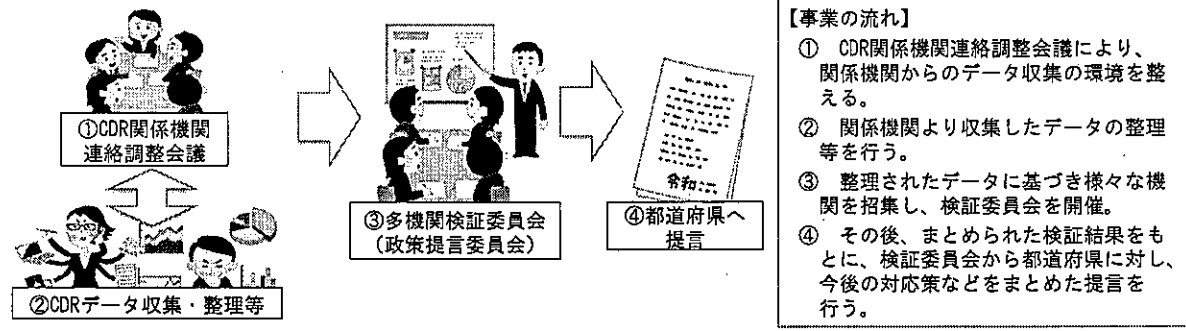 ①CDR関係機関
連絡調整会議
②CDRデータ収集・整理等
③多機関検証委員会
(政策提言委員会)
令和
④都道府県へ
提言
【事業の流れ】
① CDR関係機関連絡調整会議により、
関係機関からのデータ収集の環境を整
える。
② 関係機関より収集したデータの整理
等を行う。
③ 整理されたデータに基づき様々な機
関を招集し、検証委員会を開催。
④ その後、まとめられた検証結果をも
とに、検証委員会から都道府県に対し、
今後の対応策などをまとめた提言を
行う。